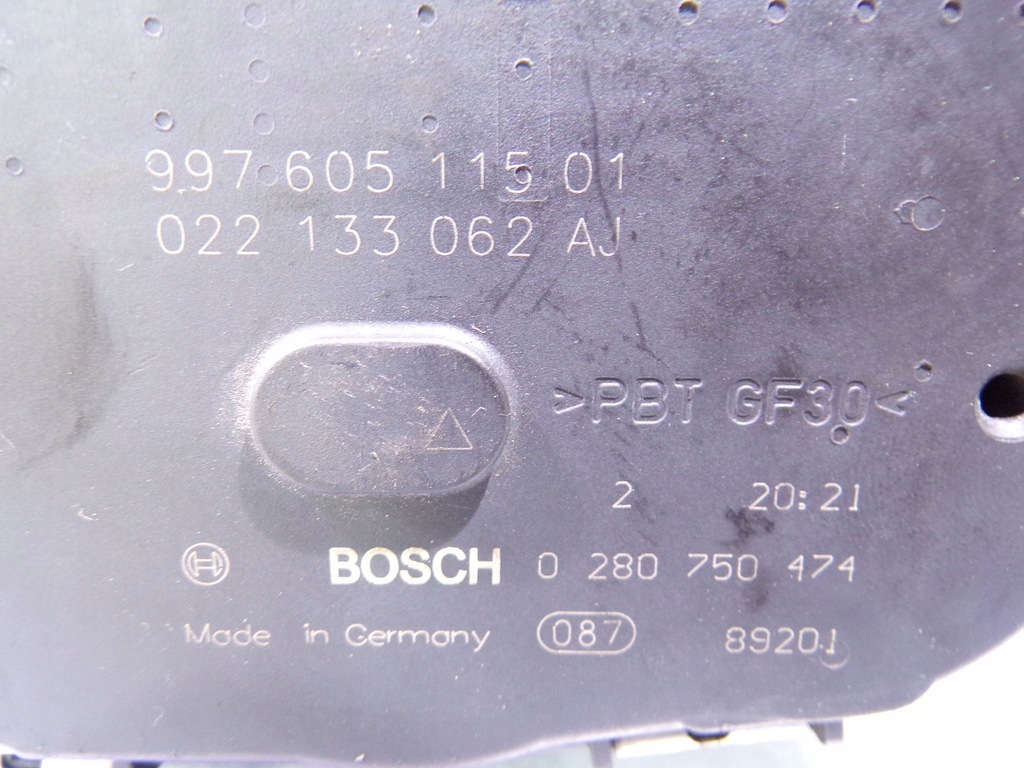 997 605 115 01
022 133 062 AJ
>PBT GF30<
2 20:21
BOSCH 0 280 750 474
Made in Germany 087 89201